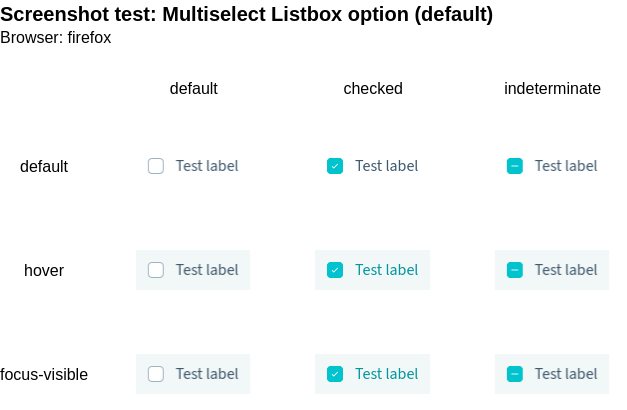 Screenshot test: Multiselect Listbox option (default)
Browser: firefox
default checked indeterminate
default Test label Test label Test label
hover Test label Test label Test label
focus-visible Test label Test label Test label